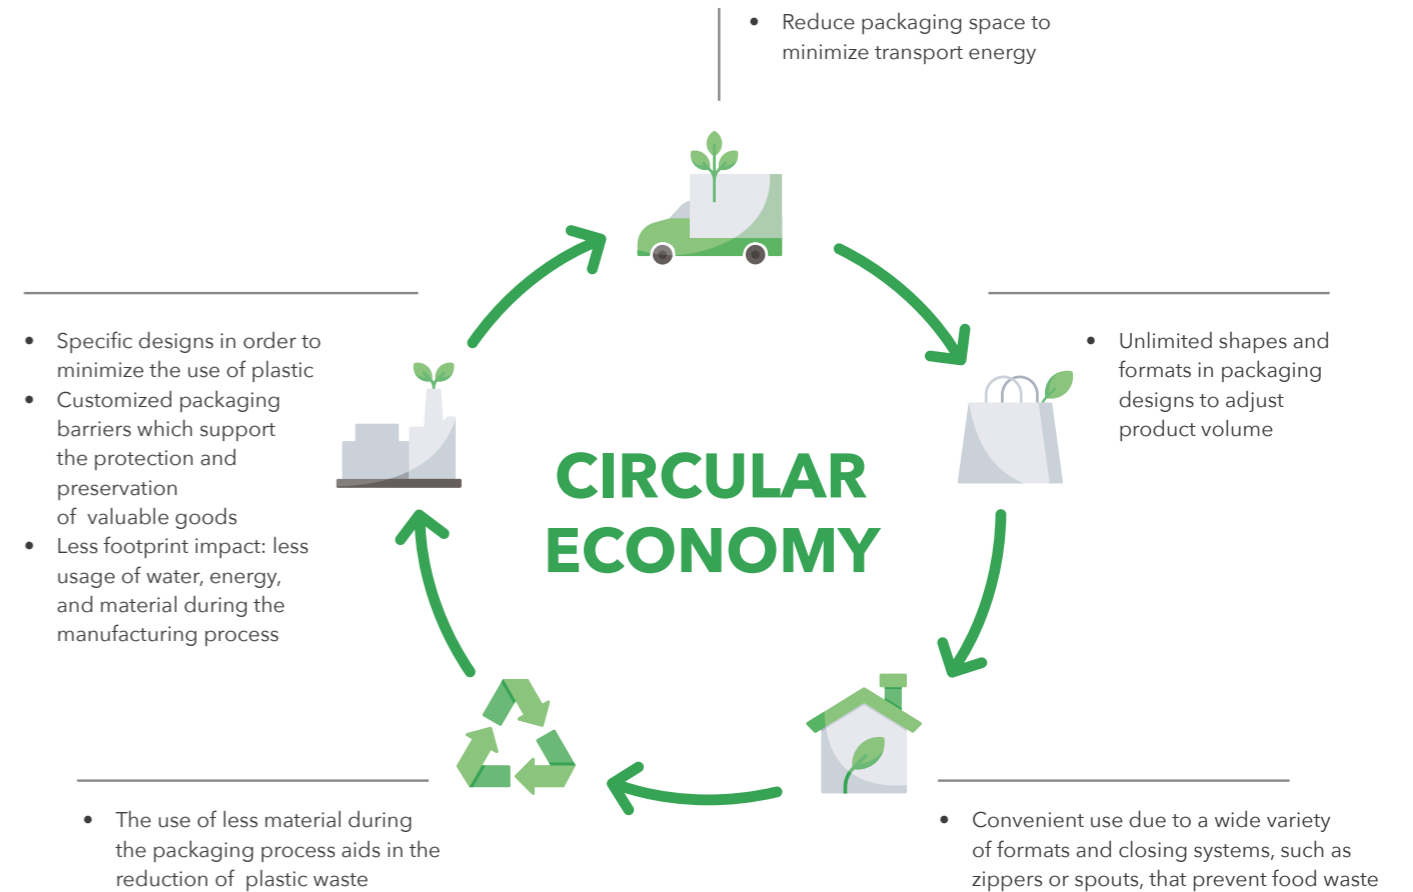 • Reduce packaging space to
minimize transport energy
• Specific designs in order to
minimize the use of plastic
• Customized packaging
barriers which support
the protection and
preservation
of valuable goods
• Less footprint impact: less
usage of water, energy,
and material during the
manufacturing process
• Unlimited shapes and
formats in packaging
designs to adjust
product volume
CIRCULAR
ECONOMY
• The use of less material during
the packaging process aids in the
reduction of plastic waste
• Convenient use due to a wide variety
of formats and closing systems, such as
zippers or spouts, that prevent food waste